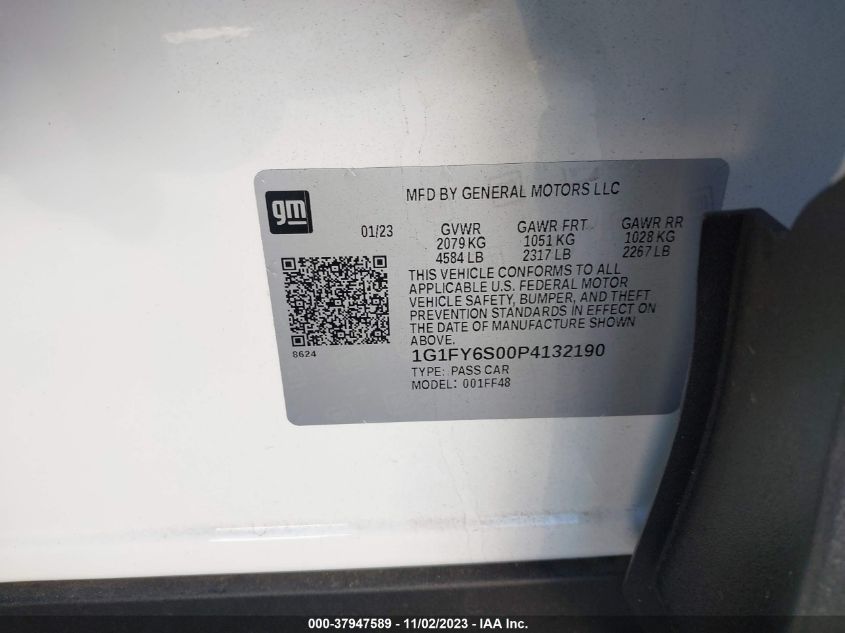 gm
MFD BY GENERAL MOTORS LLC
01/23 GVWR GAWR FRT GAWR RR
2079 KG 1051 KG 1028 KG
4584 LB 2317 LB 2267 LB
THIS VEHICLE CONFORMS TO ALL
APPLICABLE U.S. FEDERAL MOTOR
VEHICLE SAFETY, BUMPER, AND THEFT
PREVENTION STANDARDS IN EFFECT ON
THE DATE OF MANUFACTURE SHOWN
ABOVE.
8624
1G1FY6S00P4132190
TYPE: PASS CAR
MODEL: 001FF48
000-37947589 - 11/02/2023 - IAA Inc.